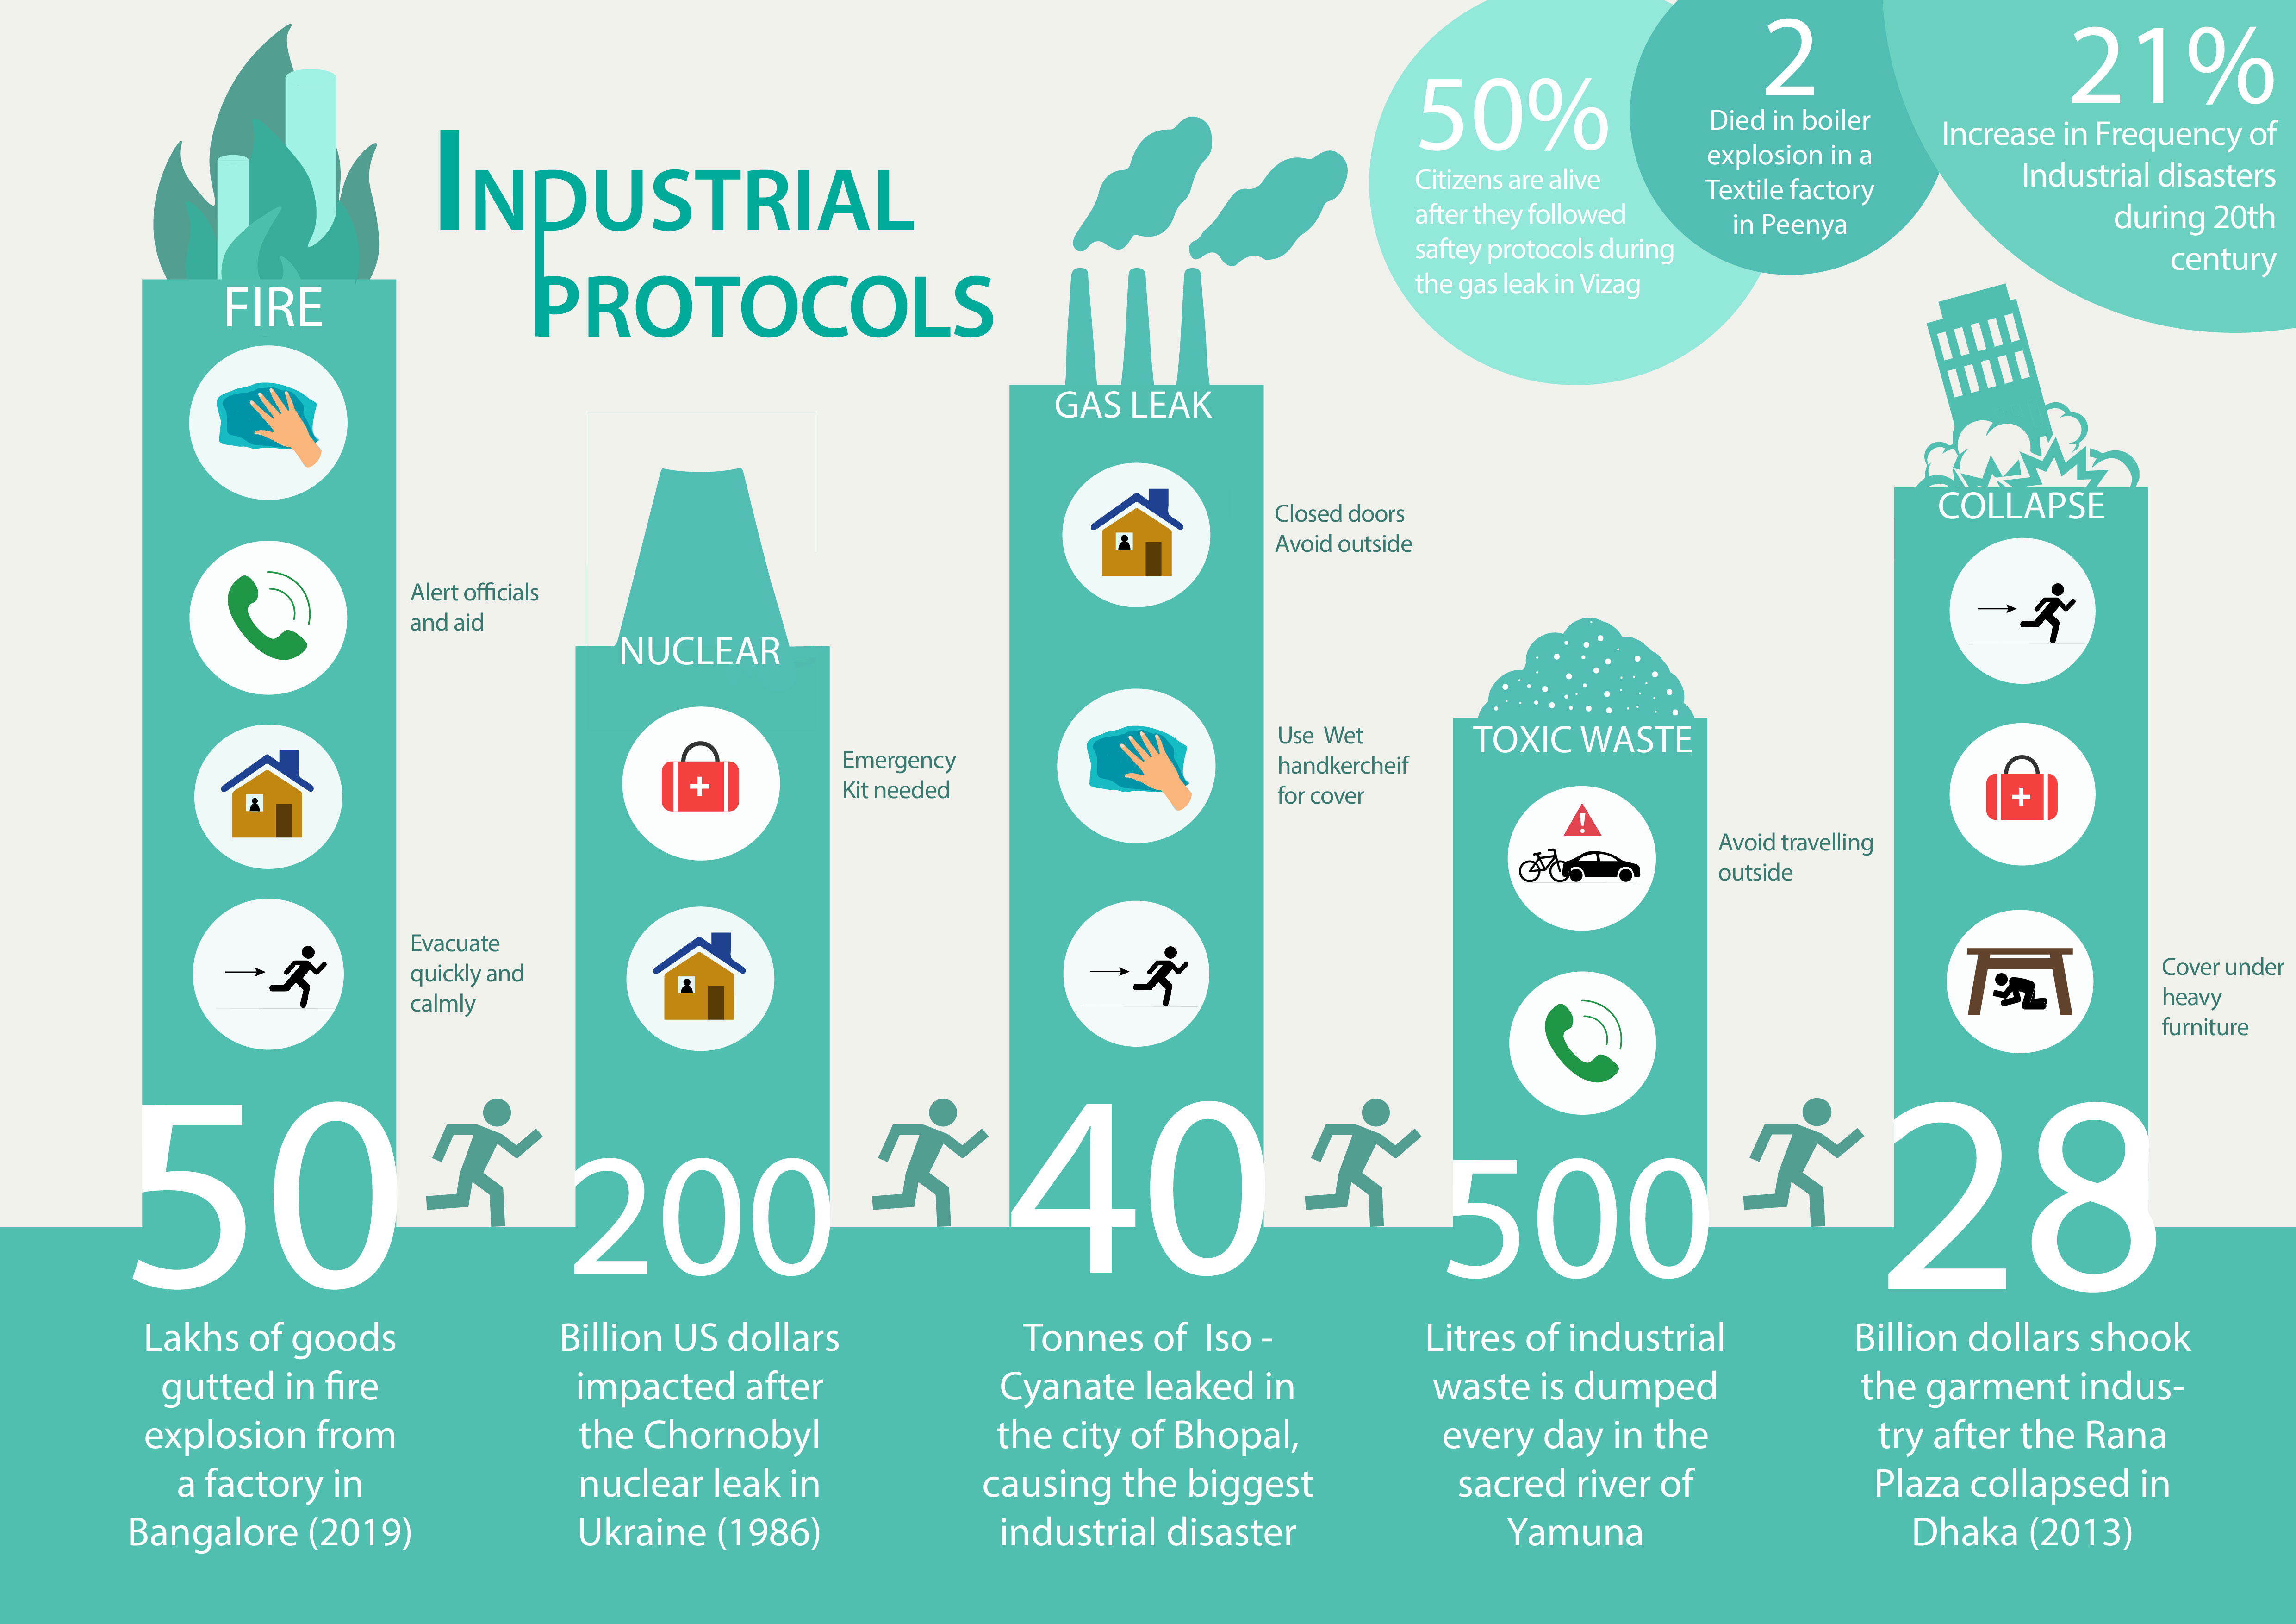 INDUSTRIAL
PROTOCOLS
50%
Citizens are alive
after they followed
saftey protocols during
the gas leak in Vizag
2
Died in boiler
explosion in a
Textile factory
in Peenya
21%
Increase in Frequency of
Industrial disasters
during 20th
century
FIRE
Alert officials
and aid
Evacuate
quickly and
calmly
50
Lakhs of goods
gutted in fire
explosion from
a factory in
Bangalore (2019)
NUCLEAR
Emergency
Kit needed
200
Billion US dollars
impacted after
the Chornobyl
nuclear leak in
Ukraine (1986)
GAS LEAK
Closed doors
Avoid outside
Use Wet
handkercheif
for cover
40
Tonnes of Iso -
Cyanate leaked in
the city of Bhopal,
causing the biggest
industrial disaster
TOXIC WASTE
Avoid travelling
outside
500
Litres of industrial
waste is dumped
every day in the
sacred river of
Yamuna
COLLAPSE
Cover under
heavy
furniture
28
Billion dollars shook
the garment indus-
try after the Rana
Plaza collapsed in
Dhaka (2013)